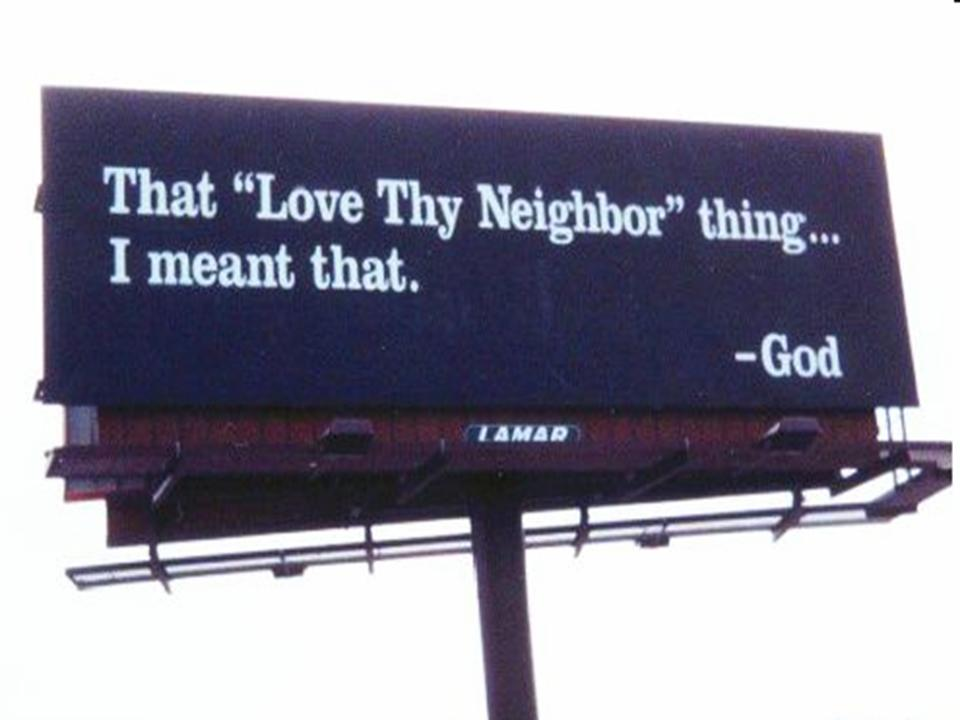 That “Love Thy Neighbor” thing...
I meant that.
–God
LAMAR